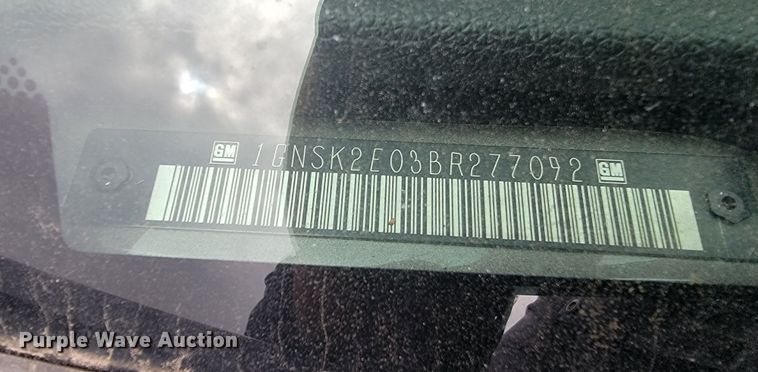 GM 1GNSK2E03BR277092 GM
Purple Wave Auction